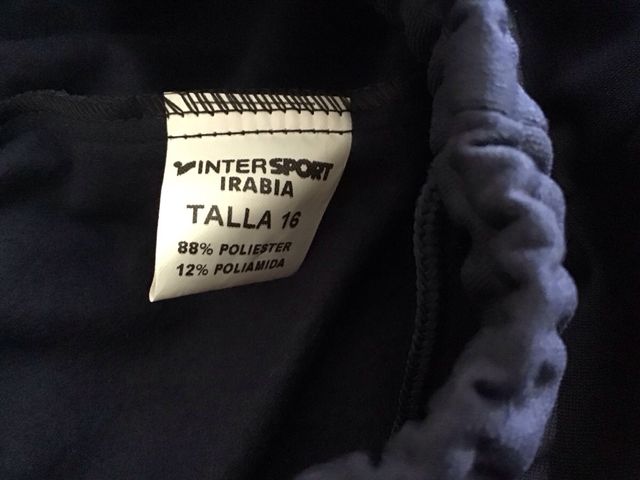 INTERSPORT
IRABIA
TALLA 16
88% POLIESTER
12% POLIAMIDA